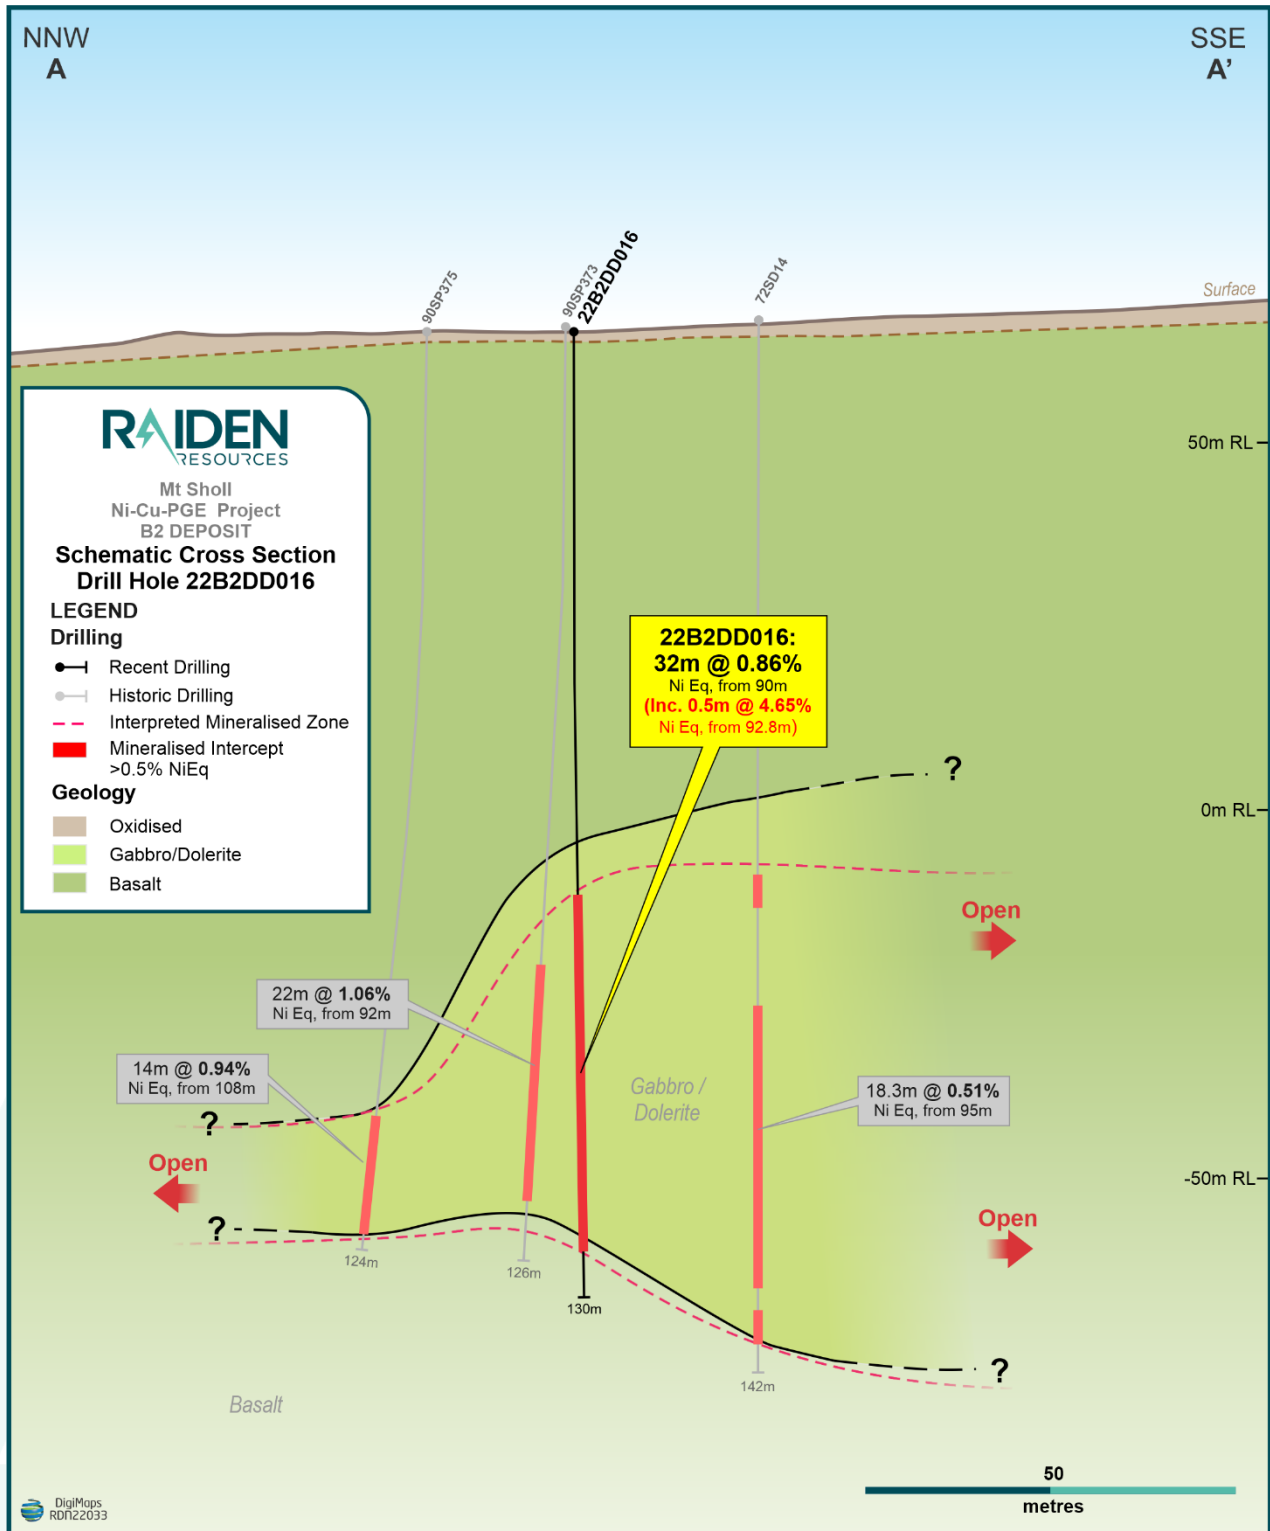 NNW
A
SSE
A'
90SP375
90SP373
22B2DD016
72SD14
Surface
50m RL
0m RL
-50m RL
RAIDEN
RESOURCES
Mt Sholl
Ni-Cu-PGE Project
B2 DEPOSIT
Schematic Cross Section
Drill Hole 22B2DD016
LEGEND
Drilling
Recent Drilling
Historic Drilling
Interpreted Mineralised Zone
Mineralised Intercept
>0.5% NiEq
Geology
Oxidised
Gabbro/Dolerite
Basalt
22B2DD016:
32m @ 0.86%
Ni Eq, from 90m
(Inc. 0.5m @ 4.65%
Ni Eq, from 92.8m)
?
Open
22m @ 1.06%
Ni Eq, from 92m
14m @ 0.94%
Ni Eq, from 108m
Gabbro /
Dolerite
18.3m @ 0.51%
Ni Eq, from 95m
?
Open
?
Open
124m
126m
130m
142m
?
Basalt
50
metres
DigiMaps
RDN22033